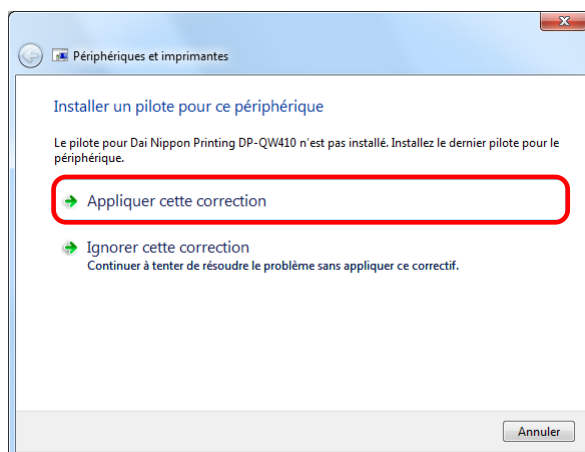 Périphériques et imprimantes
Installer un pilote pour ce périphérique
Le pilote pour Dai Nippon Printing DP-QW410 n'est pas installé. Installez le dernier pilote pour le
périphérique.
Appliquer cette correction
Ignorer cette correction
Continuer à tenter de résoudre le problème sans appliquer ce correctif.
Annuler